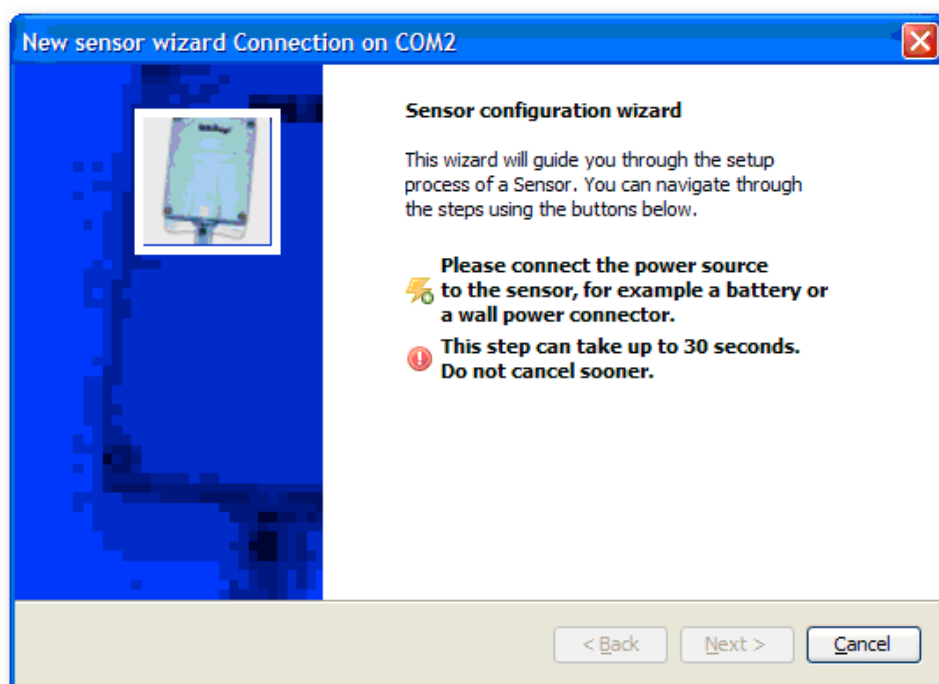 New sensor wizard Connection on COM2
Sensor configuration wizard
This wizard will guide you through the setup
process of a Sensor. You can navigate through
the steps using the buttons below.
Please connect the power source
to the sensor, for example a battery or
a wall power connector.
This step can take up to 30 seconds.
Do not cancel sooner.
< Back
Next >
Cancel